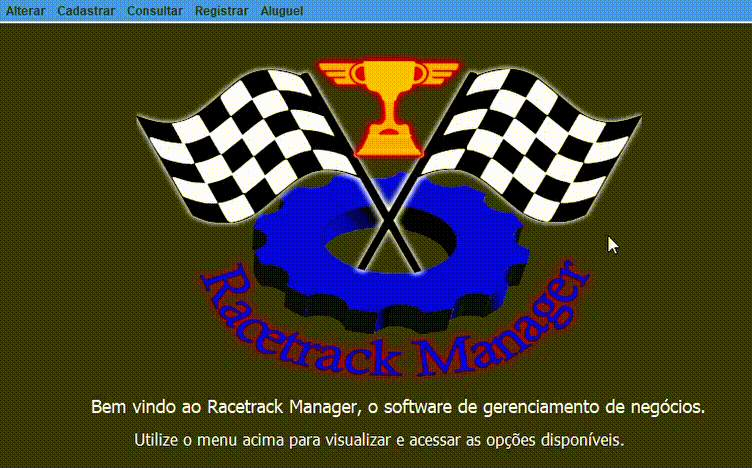 Alterar Cadastrar Consultar Registrar Aluguel
Racetrack Manager
Bem vindo ao Racetrack Manager, o software de gerenciamento de negócios.
Utilize o menu acima para visualizar e acessar as opções disponíveis.